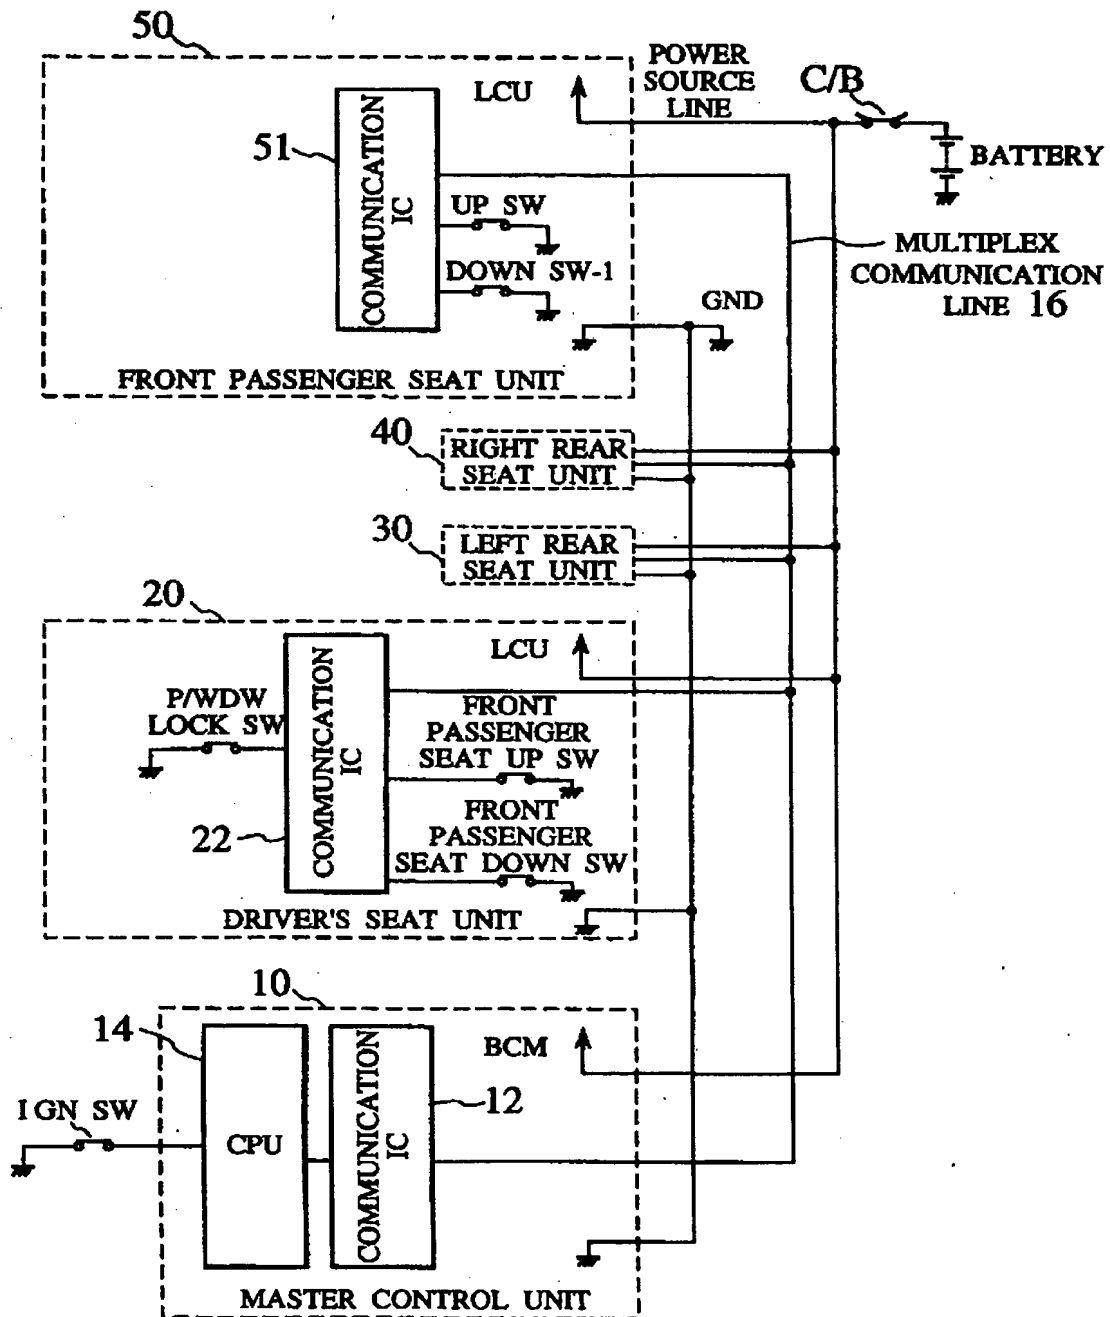 50
POWER
SOURCE
LINE
LCU
C/B
51
COMMUNICATION
IC
BATTERY
UP SW
MULTIPLEX
COMMUNICATION
LINE 16
DOWN SW-1
GND
FRONT PASSENGER SEAT UNIT
40
RIGHT REAR
SEAT UNIT
30
LEFT REAR
SEAT UNIT
20
LCU
COMMUNICATION
IC
P/WDW
LOCK SW
FRONT
PASSENGER
SEAT UP SW
22
FRONT
PASSENGER
SEAT DOWN SW
DRIVER'S SEAT UNIT
10
14
BCM
COMMUNICATION
IC
12
IGN SW
CPU
MASTER CONTROL UNIT